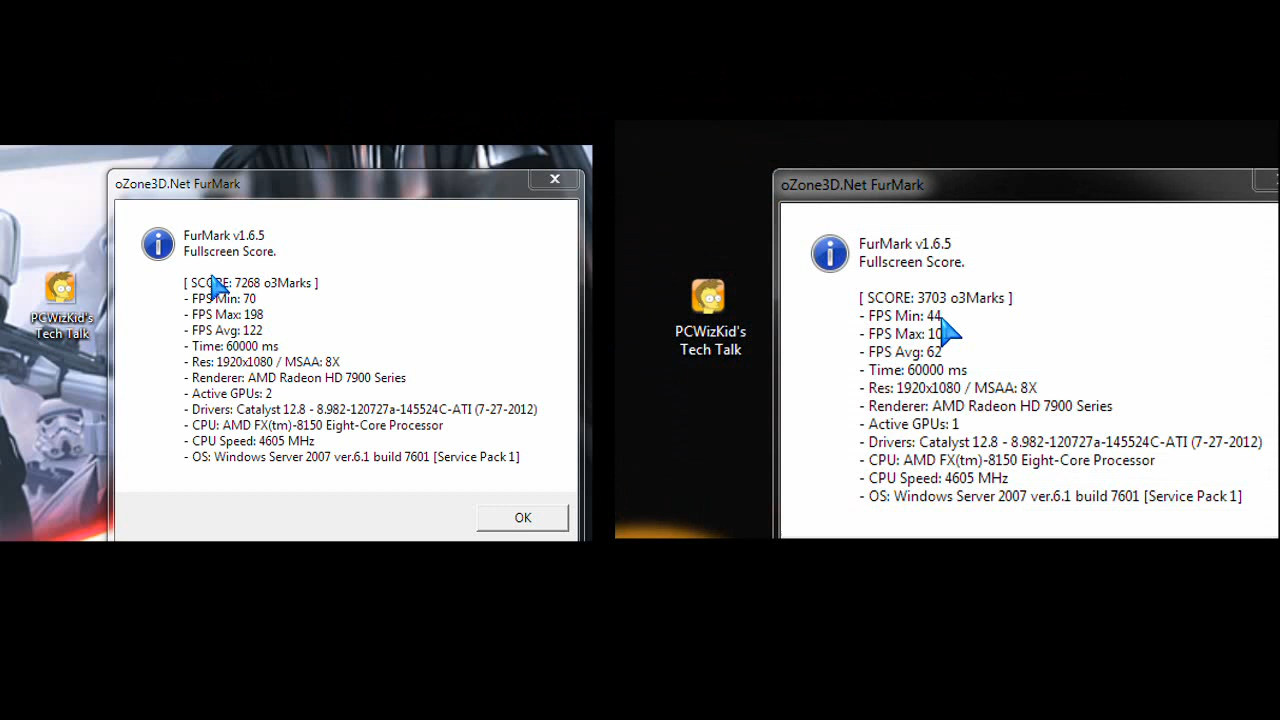 oZone3D.Net FurMark
FurMark v1.6.5
Fullscreen Score.
[ SCORE: 7268 o3Marks ]
- FPS Min: 70
- FPS Max: 198
- FPS Avg: 122
- Time: 60000 ms
- Res: 1920x1080 / MSAA: 8X
- Renderer: AMD Radeon HD 7900 Series
- Active GPUs: 2
- Drivers: Catalyst 12.8 - 8.982-120727a-145524C-ATI (7-27-2012)
- CPU: AMD FX(tm)-8150 Eight-Core Processor
- CPU Speed: 4605 MHz
- OS: Windows Server 2007 ver.6.1 build 7601 [Service Pack 1]
OK
PCWizKid's
Tech Talk
oZone3D.Net FurMark
FurMark v1.6.5
Fullscreen Score.
[ SCORE: 3703 o3Marks ]
- FPS Min: 44
- FPS Max:
- FPS Avg: 62
- Time: 60000 ms
- Res: 1920x1080 / MSAA: 8X
- Renderer: AMD Radeon HD 7900 Series
- Active GPUs: 1
- Drivers: Catalyst 12.8 - 8.982-120727a-145524C-ATI (7-27-2012)
- CPU: AMD FX(tm)-8150 Eight-Core Processor
- CPU Speed: 4605 MHz
- OS: Windows Server 2007 ver.6.1 build 7601 [Service Pack 1]
PCWizKid's
Tech Talk